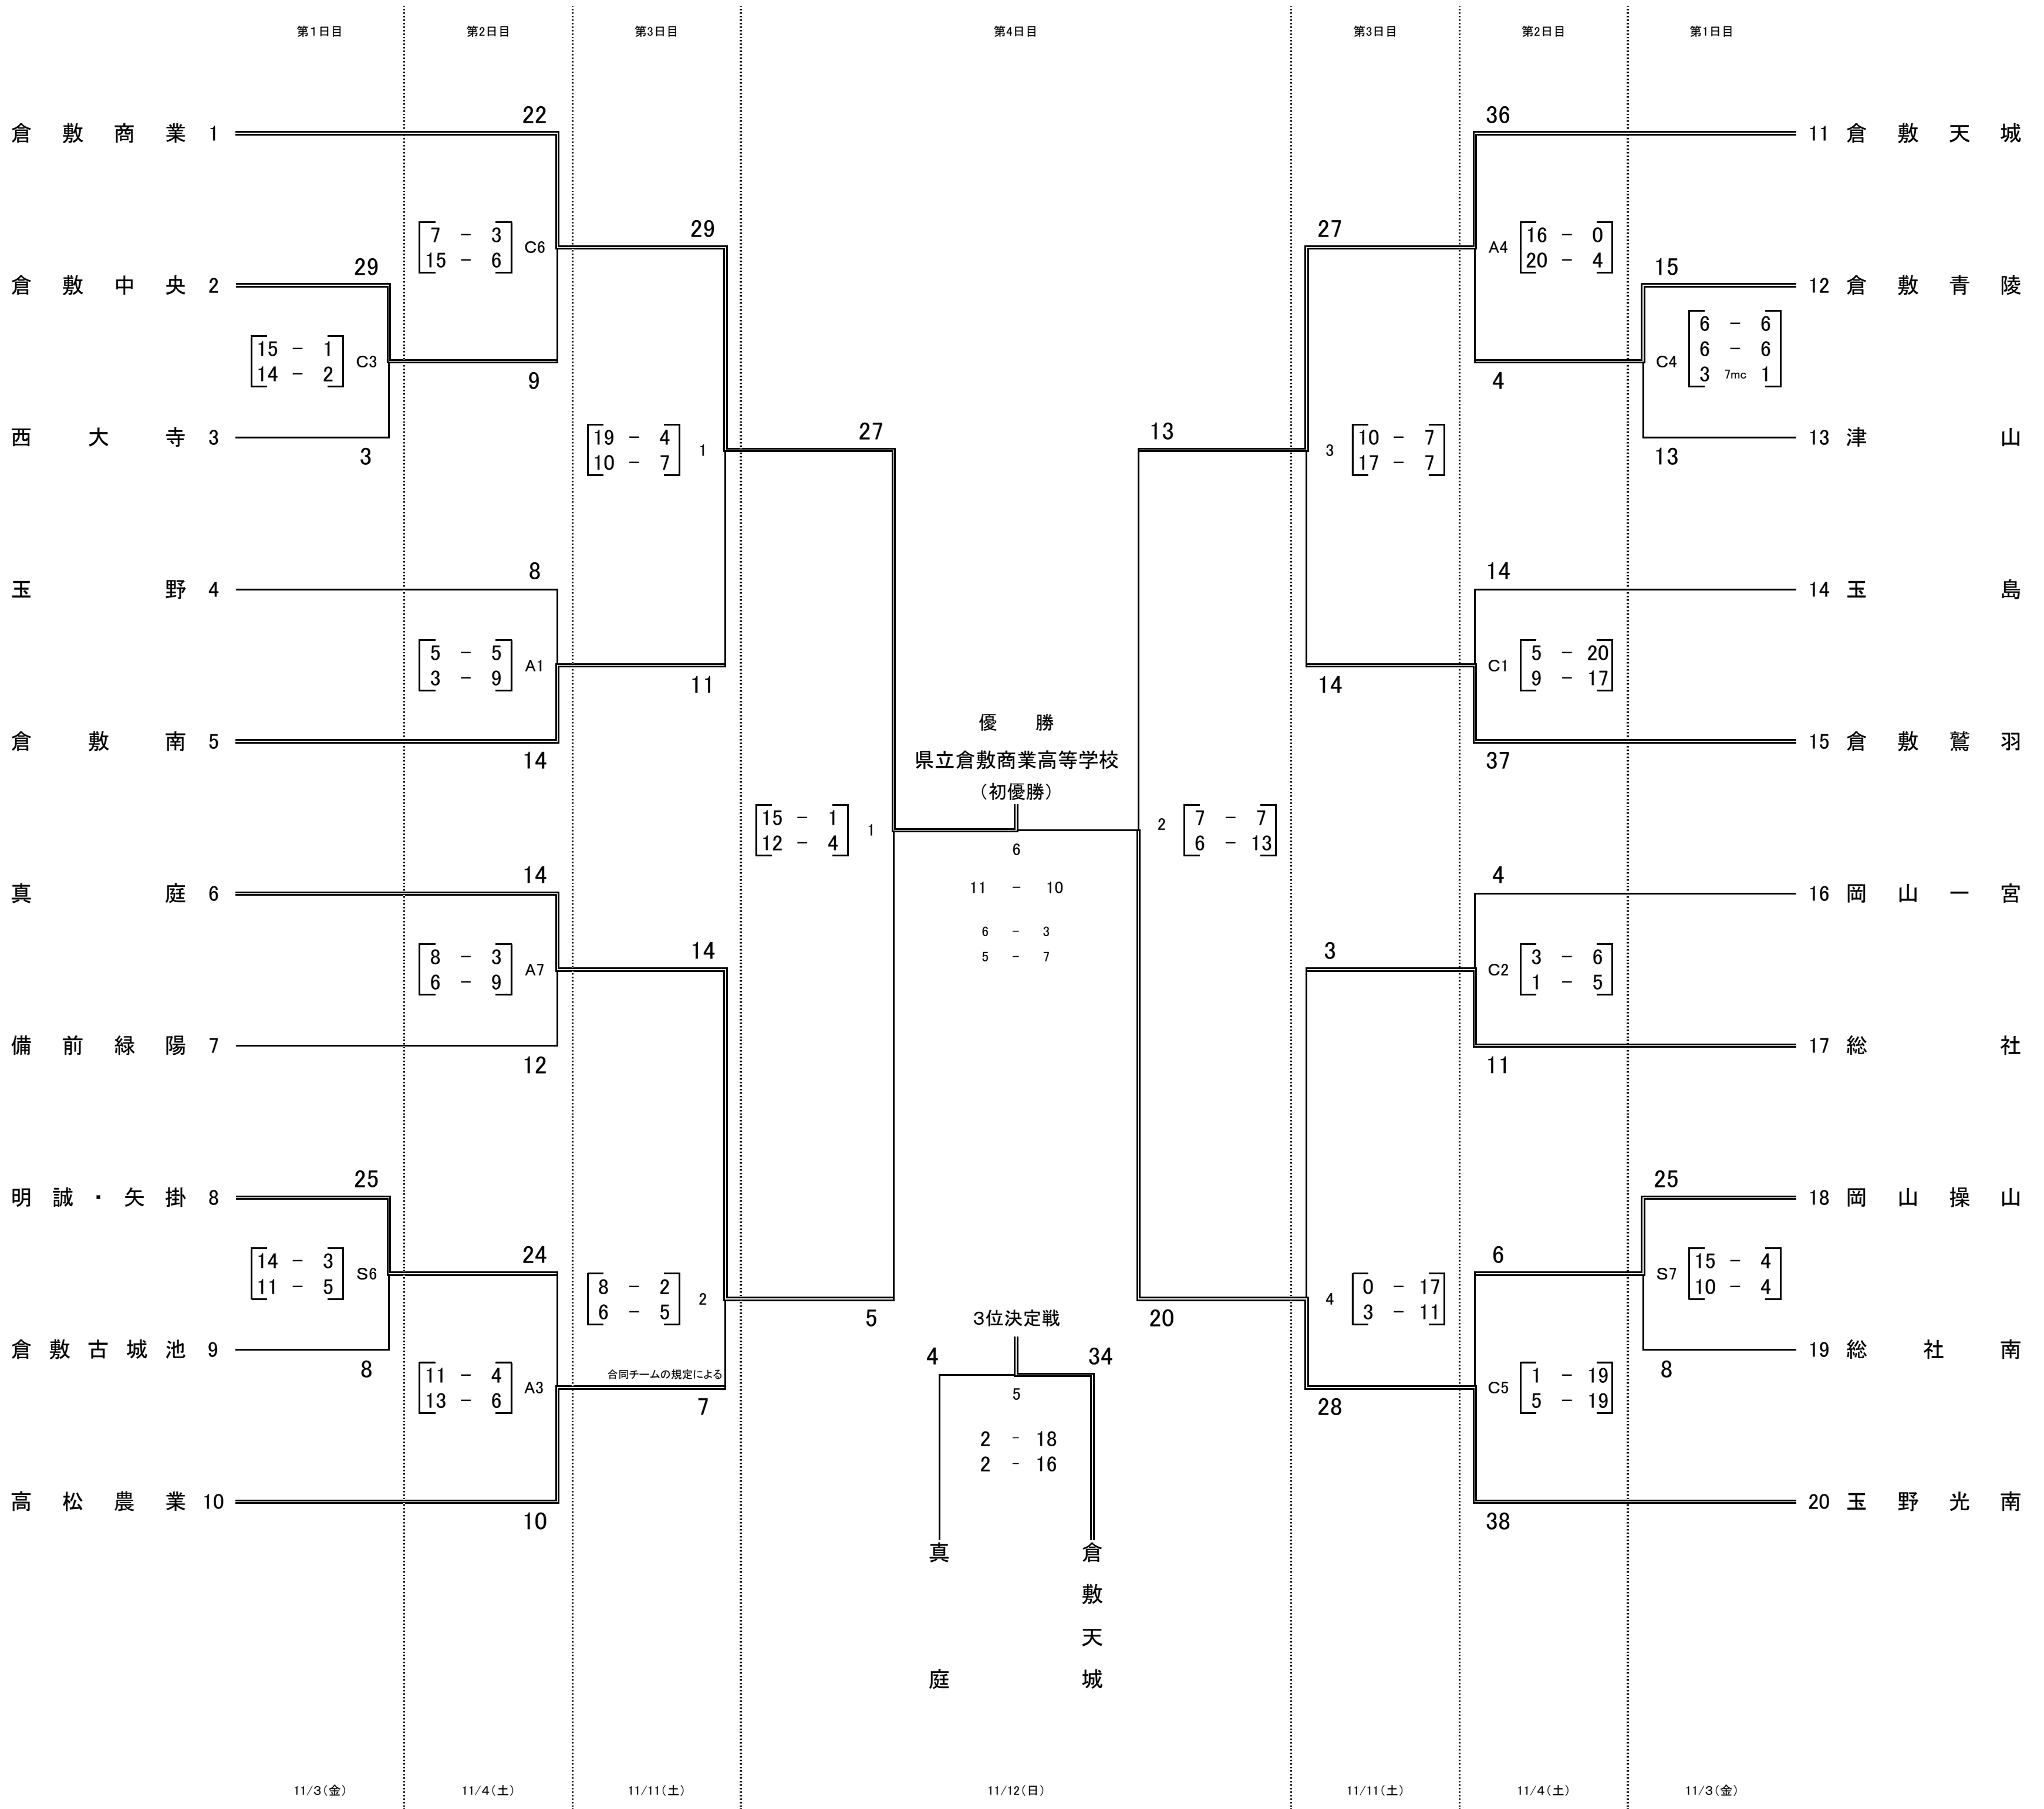 第1日目 第2日目 第3日目 第4日目 第3日目 第2日目 第1日目
22 36
倉敷商業 1 11 倉敷天城
29 27
7 - 3 C6 A4 16 - 0
15 - 6 20 - 4
29 15
倉敷中央 2 12 倉敷青陵
6 - 6
15 - 1 C3 6 - 6
14 - 2 C4 3 7mc 1
9 4
27 13
西大寺 3 19 - 4 1 3 10 - 7 13 津山
10 - 7 17 - 7
3 13
8 14
玉野 4 14 玉島
5 - 5 A1 C1 5 - 20
3 - 9 9 - 17
11 14
優勝
倉敷南 5 15 倉敷鷲羽
14 県立倉敷商業高等学校 37
(初優勝)
15 - 1 1 2 7 - 7
12 - 4 6 - 13
6
14 4
真庭 6 11 - 10 16 岡山一宮
6 - 3
14 3
8 - 3 A7 5 - 7 C2 3 - 6
6 - 9 1 - 5
備前緑陽 7 17 総社
12 11
25 25
明誠・矢掛 8 18 岡山操山
24 6
14 - 3 S6 S7 15 - 4
11 - 5 10 - 4
8 - 2 2 4 0 - 17
6 - 5 3 - 11
5 3位決定戦 20
倉敷古城池 9 4 34 19 総社南
8 合同チームの規定による 8
11 - 4 A3 5 C5 1 - 19
13 - 6 5 - 19
7 28
2 - 18
2 - 16
高松農業 10 20 玉野光南
10 38
真庭 倉敷天城
11/3(金) 11/4(土) 11/11(土) 11/12(日) 11/11(土) 11/4(土) 11/3(金)